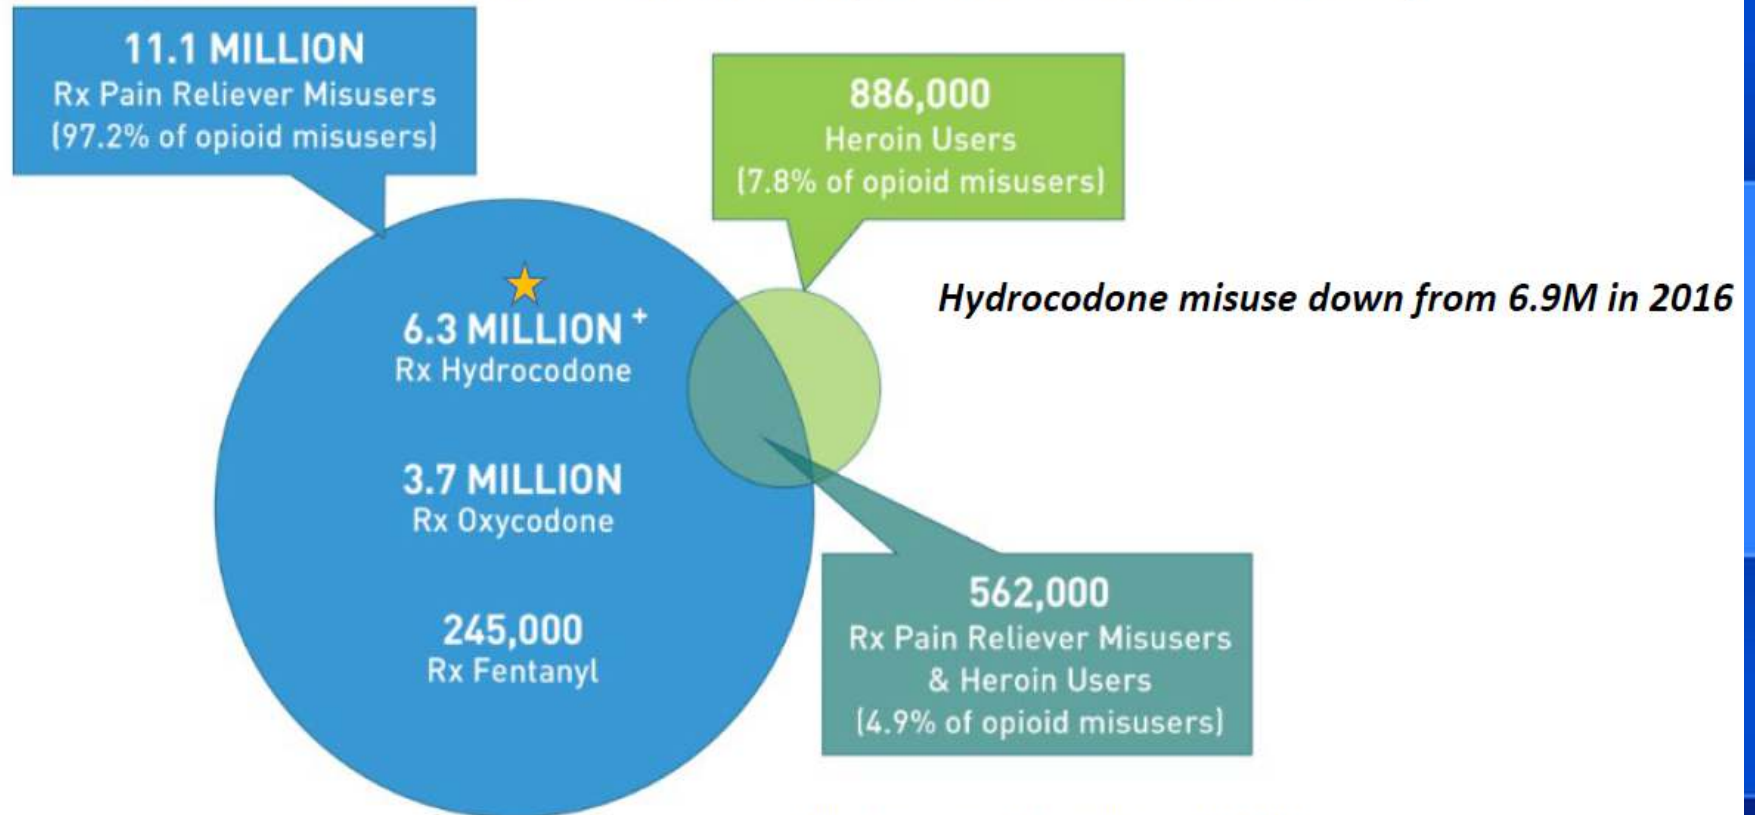 11.1 MILLION
Rx Pain Reliever Misusers
(97.2% of opioid misusers)
886,000
Heroin Users
(7.8% of opioid misusers)
Hydrocodone misuse down from 6.9M in 2016
6.3 MILLION +
Rx Hydrocodone
3.7 MILLION
Rx Oxycodone
245,000
Rx Fentanyl
562,000
Rx Pain Reliever Misusers
& Heroin Users
(4.9% of opioid misusers)